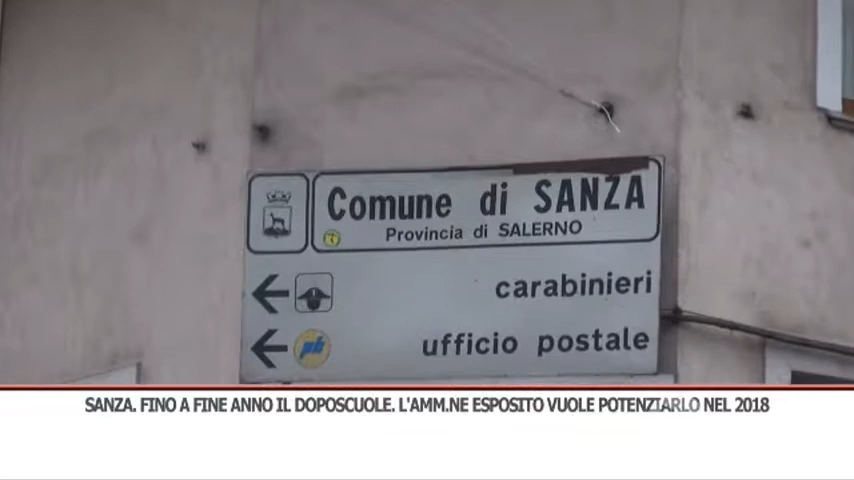 Comune di SANZA
Provincia di SALERNO
carabinieri
ufficio postale
SANZA. FINO A FINE ANNO IL DOPOSCUOLE. L'AMM.NE ESPOSITO VUOLE POTENZIARLO NEL 2018